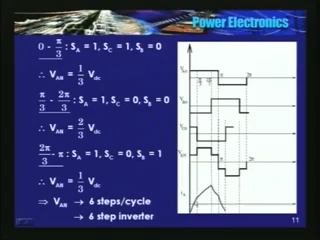 Power Electronics
0 - π/3 : S_A = 1, S_C = 1, S_B = 0
∴ V_AN = 1/3 V_dc
π/3 - 2π/3 : S_A = 1, S_C = 0, S_B = 0
∴ V_AN = 2/3 V_dc
2π/3 - π : S_A = 1, S_C = 0, S_B = 1
∴ V_AN = 1/3 V_dc
⇒ V_AN → 6 steps/cycle
→ 6 step inverter
11